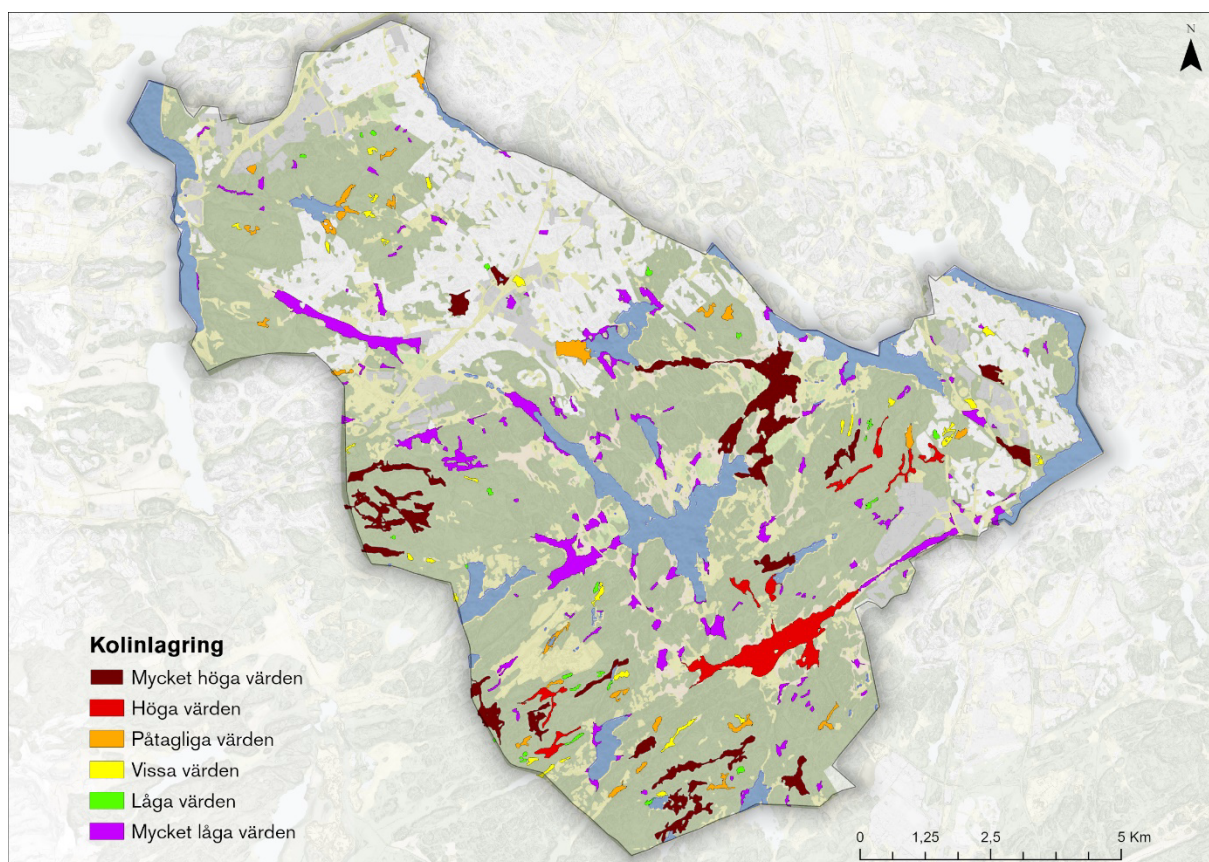 N
Kolinlagring
Mycket höga värden
Höga värden
Påtagliga värden
Vissa värden
Låga värden
Mycket låga värden
0 1,25 2,5 5 Km